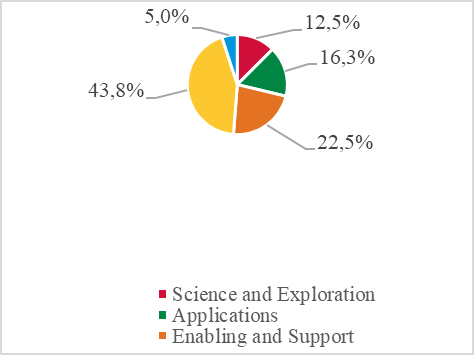 5,0%
12,5%
16,3%
43,8%
22,5%
Science and Exploration
Applications
Enabling and Support